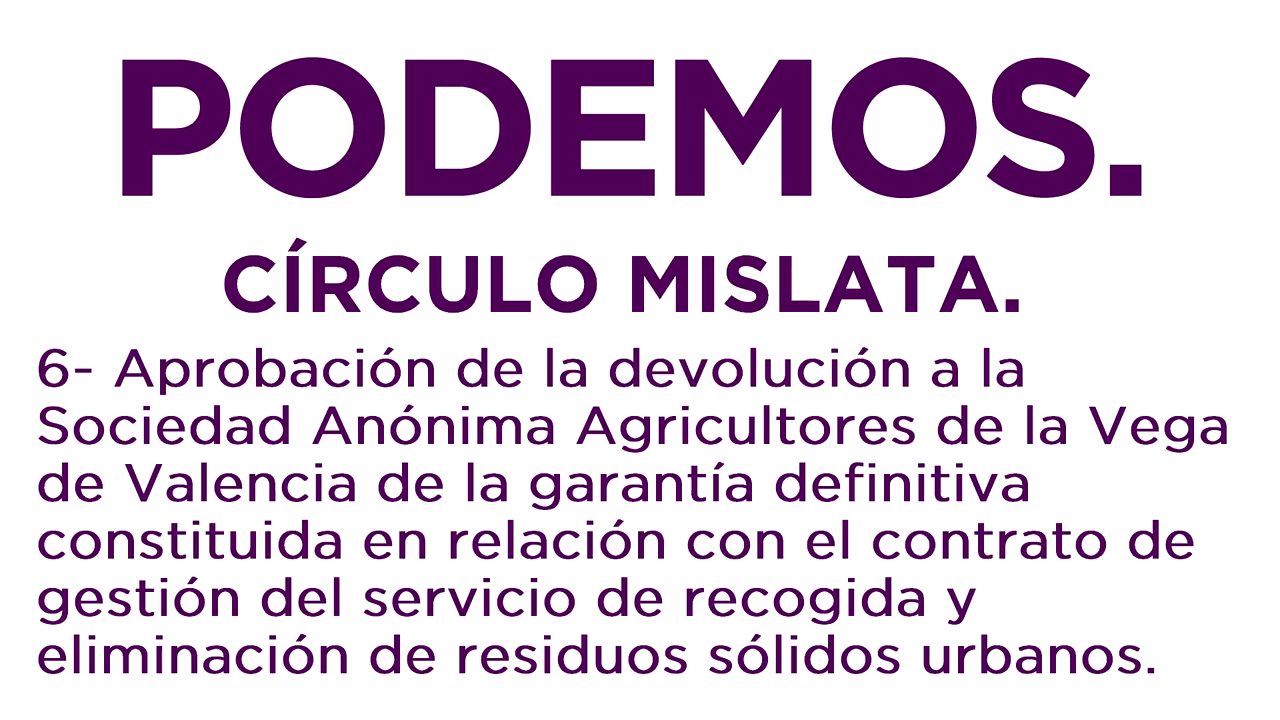 PODEMOS.
CÍRCULO MISLATA.
6- Aprobación de la devolución a la
Sociedad Anónima Agricultores de la Vega
de Valencia de la garantía definitiva
constituida en relación con el contrato de
gestión del servicio de recogida y
eliminación de residuos sólidos urbanos.